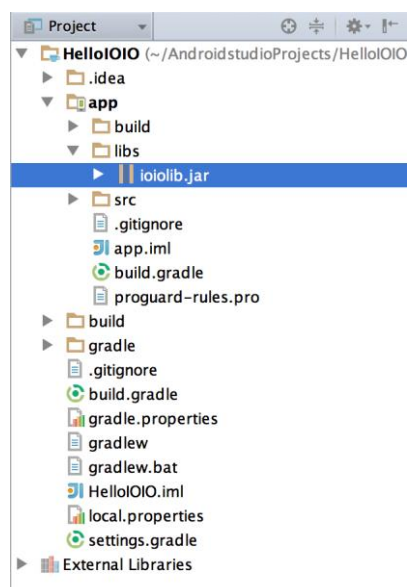 Project
HelloIOIO (~/AndroidstudioProjects/HelloIOIO
.idea
app
build
libs
ioiolib.jar
src
.gitignore
app.iml
build.gradle
proguard-rules.pro
build
gradle
.gitignore
build.gradle
gradle.properties
gradlew
gradlew.bat
HelloIOIO.iml
local.properties
settings.gradle
External Libraries